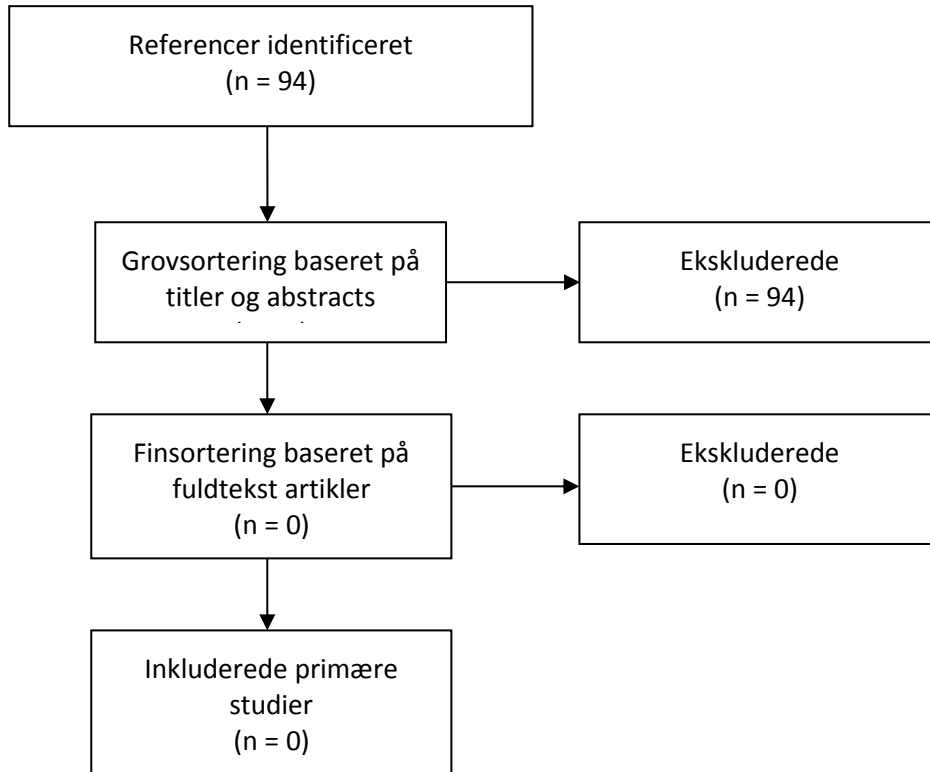 Referencer identificeret
(n = 94)
Grovsortering baseret på
titler og abstracts
Ekskluderede
(n = 94)
Finsortering baseret på
fuldtekst artikler
(n = 0)
Ekskluderede
(n = 0)
Inkluderede primære
studier
(n = 0)